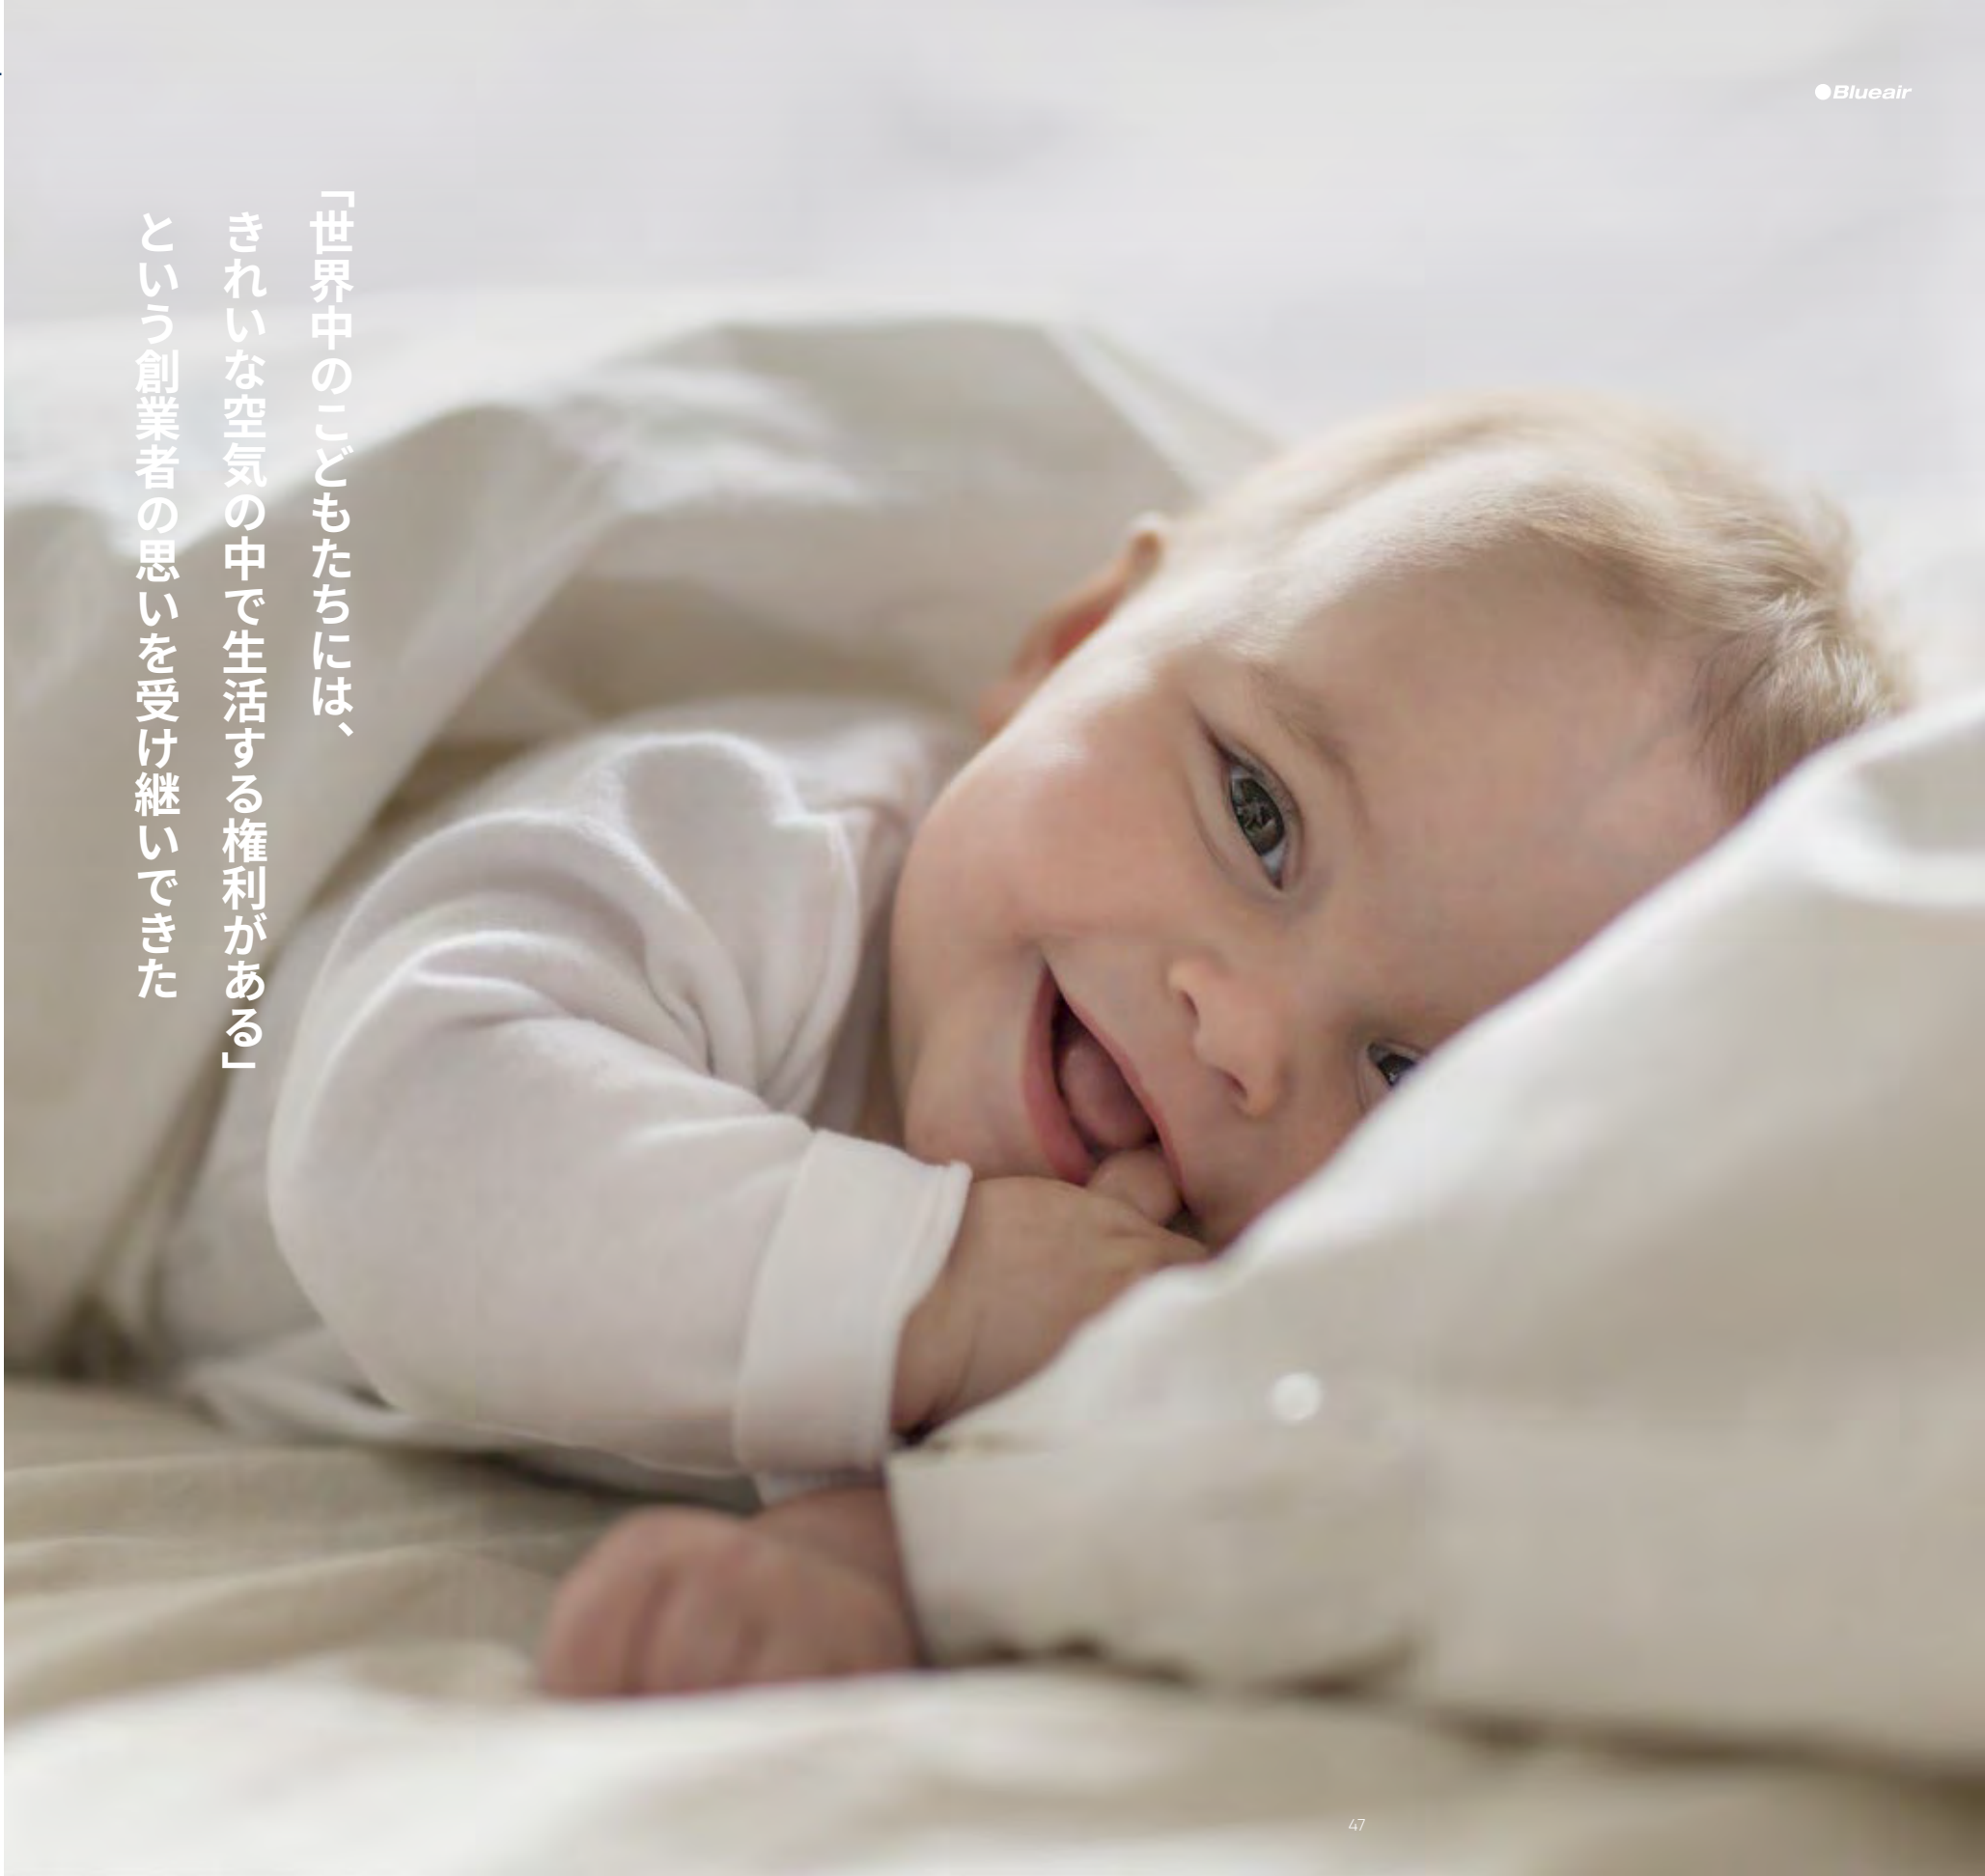 Blueair
「世界中のこどもたちには、
きれいな空気の中で生活する権利がある」
という創業者の思いを受け継いできた
47